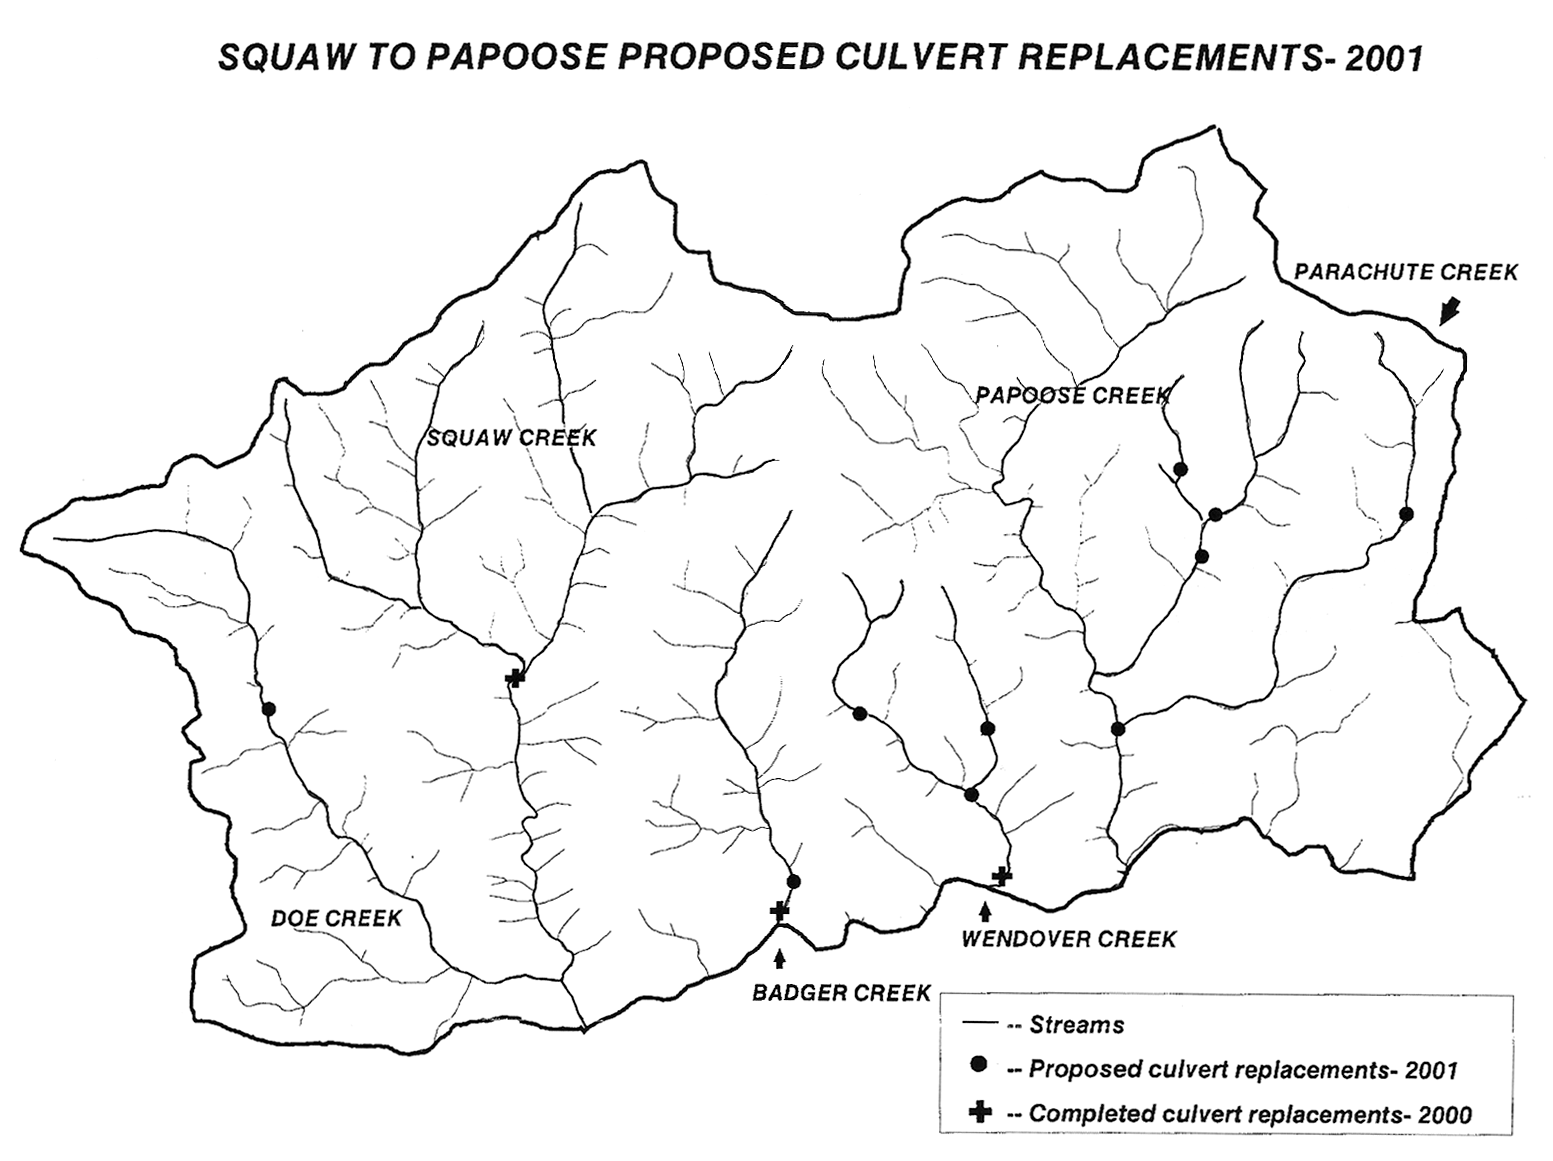 SQUAW TO PAPOOSE PROPOSED CULVERT REPLACEMENTS- 2001
PARACHUTE CREEK
PAPOOSE CREEK
SQUAW CREEK
DOE CREEK
WENDOVER CREEK
BADGER CREEK
-- Streams
-- Proposed culvert replacements- 2001
-- Completed culvert replacements- 2000